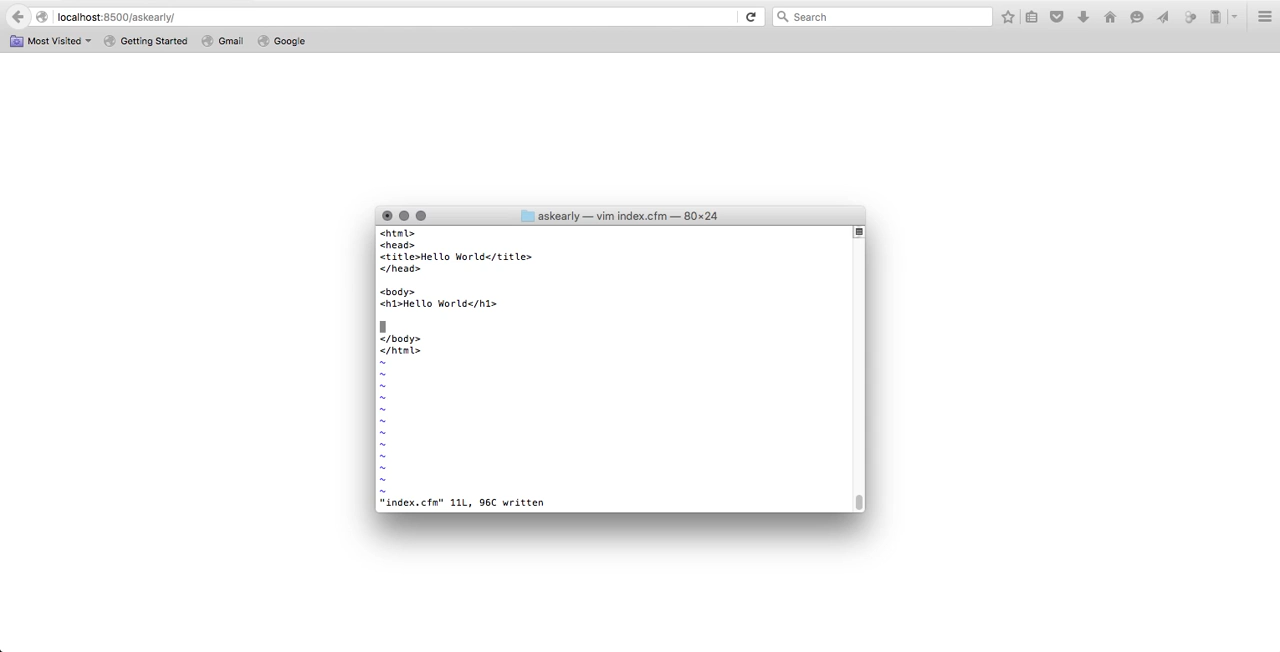 localhost:8500/askearly/
Search
Most Visited
Getting Started
Gmail
Google
askearly — vim index.cfm — 80×24
<html>
<head>
<title>Hello World</title>
</head>
<body>
<h1>Hello World</h1>
</body>
</html>
~
~
~
~
~
~
~
~
~
~
~
~
"index.cfm" 11L, 96C written